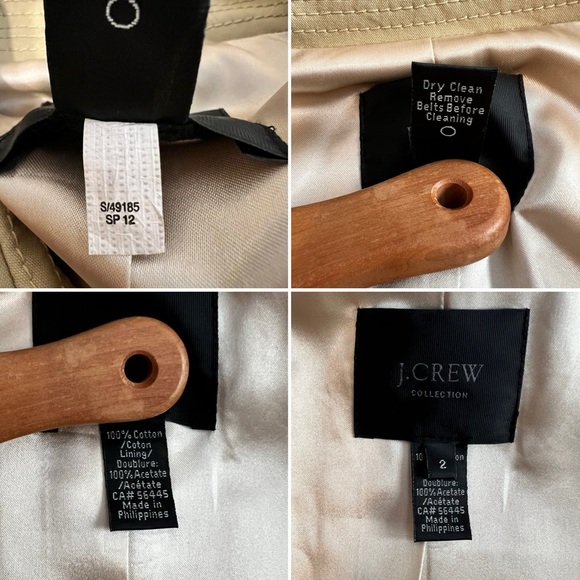 S/49185
SP 12
Dry Clean
Remove
Belts Before
Cleaning
100% Cotton
/Coton
Lining/
Doublure:
100% Acetate
/Acétate
CA# 56445
Made in
Philippines
J.CREW
COLLECTION
2
Doublure:
100% Acetate
/Acétate
CA# 56445
Made in
Philippines